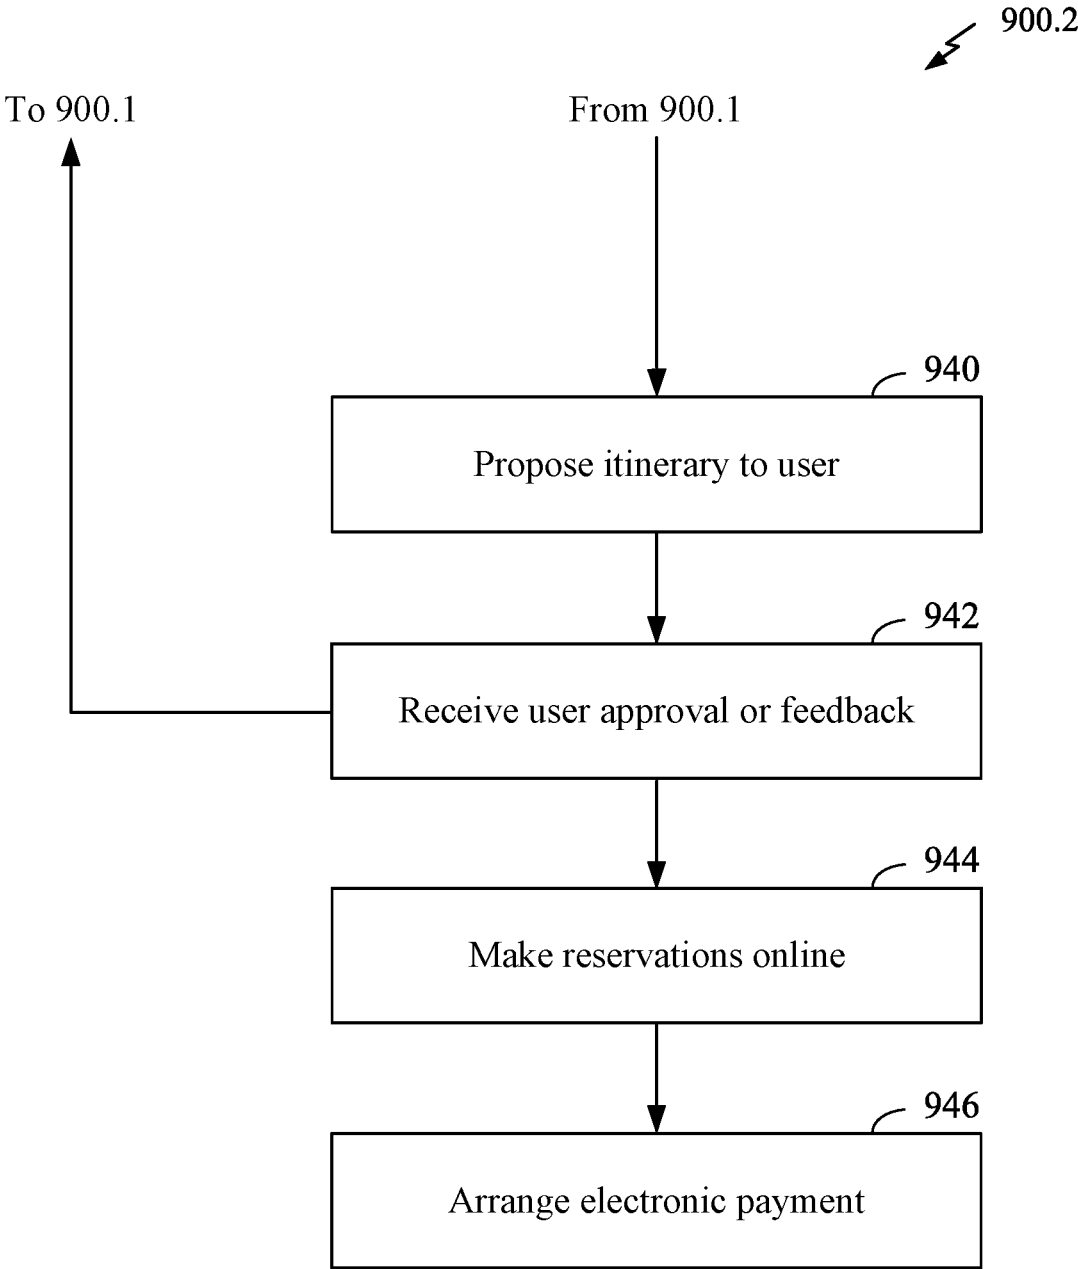 900.2
To 900.1
From 900.1
940
Propose itinerary to user
942
Receive user approval or feedback
944
Make reservations online
946
Arrange electronic payment